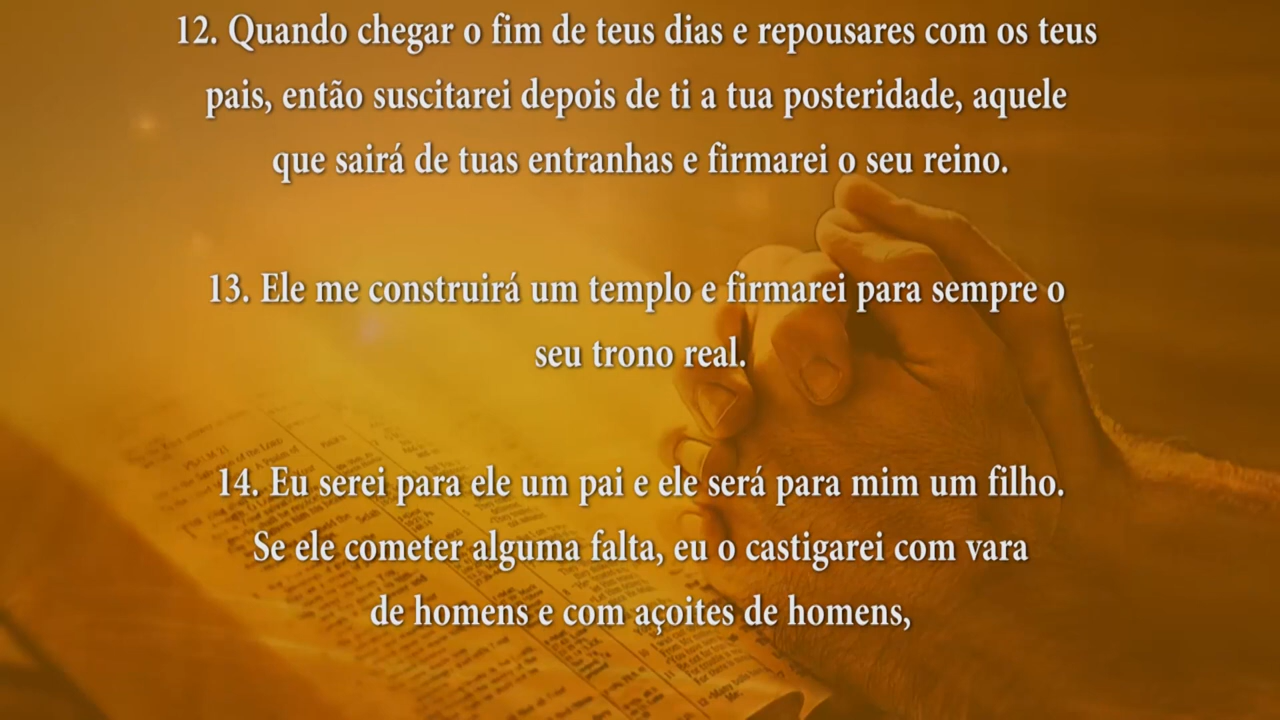 12. Quando chegar o fim de teus dias e repousares com os teus
pais, então suscitarei depois de ti a tua posteridade, aquele
que sairá de tuas entranhas e firmarei o seu reino.
13. Ele me construirá um templo e firmarei para sempre o
seu trono real.
14. Eu serei para ele um pai e ele será para mim um filho.
Se ele cometer alguma falta, eu o castigarei com vara
de homens e com açoites de homens,